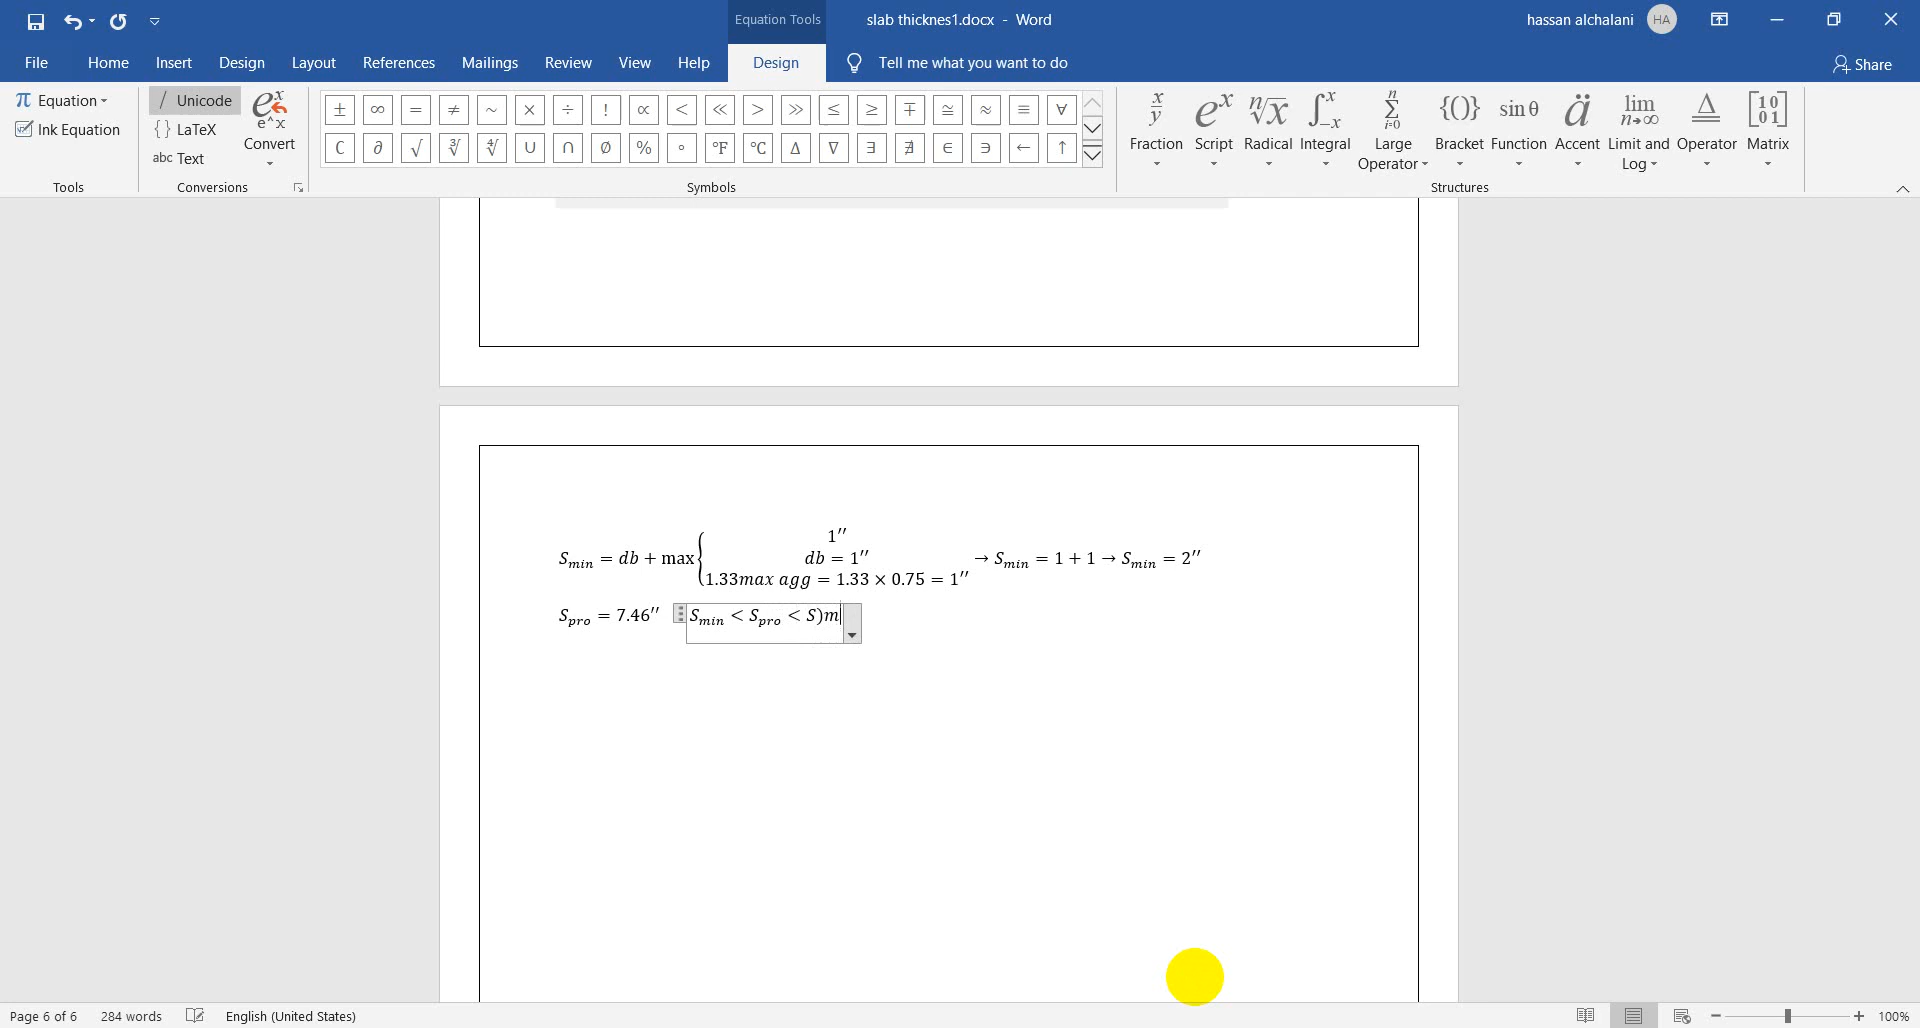 Equation Tools
slab thicknes1.docx - Word
hassan alchalani
HA
File Home Insert Design Layout References Mailings Review View Help Design Tell me what you want to do Share
π Equation
Ink Equation
Tools
Unicode
{} LaTeX
abc Text
Convert
Conversions
± ∞ = ≠ ~ × ÷ ! ∝ < ≪ > ≫ ≤ ≥ ∓ ≅ ≈ ≡ ∀
∁ ∂ √ ∛ ∜ ∪ ∩ ∅ % ° °F °C ∆ ∇ ∃ ∄ ∈ ∋ ← ↑
Symbols
Fraction Script Radical Integral Large Operator Bracket Function Accent Limit and Log Operator Matrix
Structures
1′′
S_min = db + max{ db = 1′′ → S_min = 1 + 1 → S_min = 2′′
1.33max agg = 1.33 × 0.75 = 1′′
S_pro = 7.46′′ S_min < S_pro < S)m
Page 6 of 6 284 words English (United States) 100%